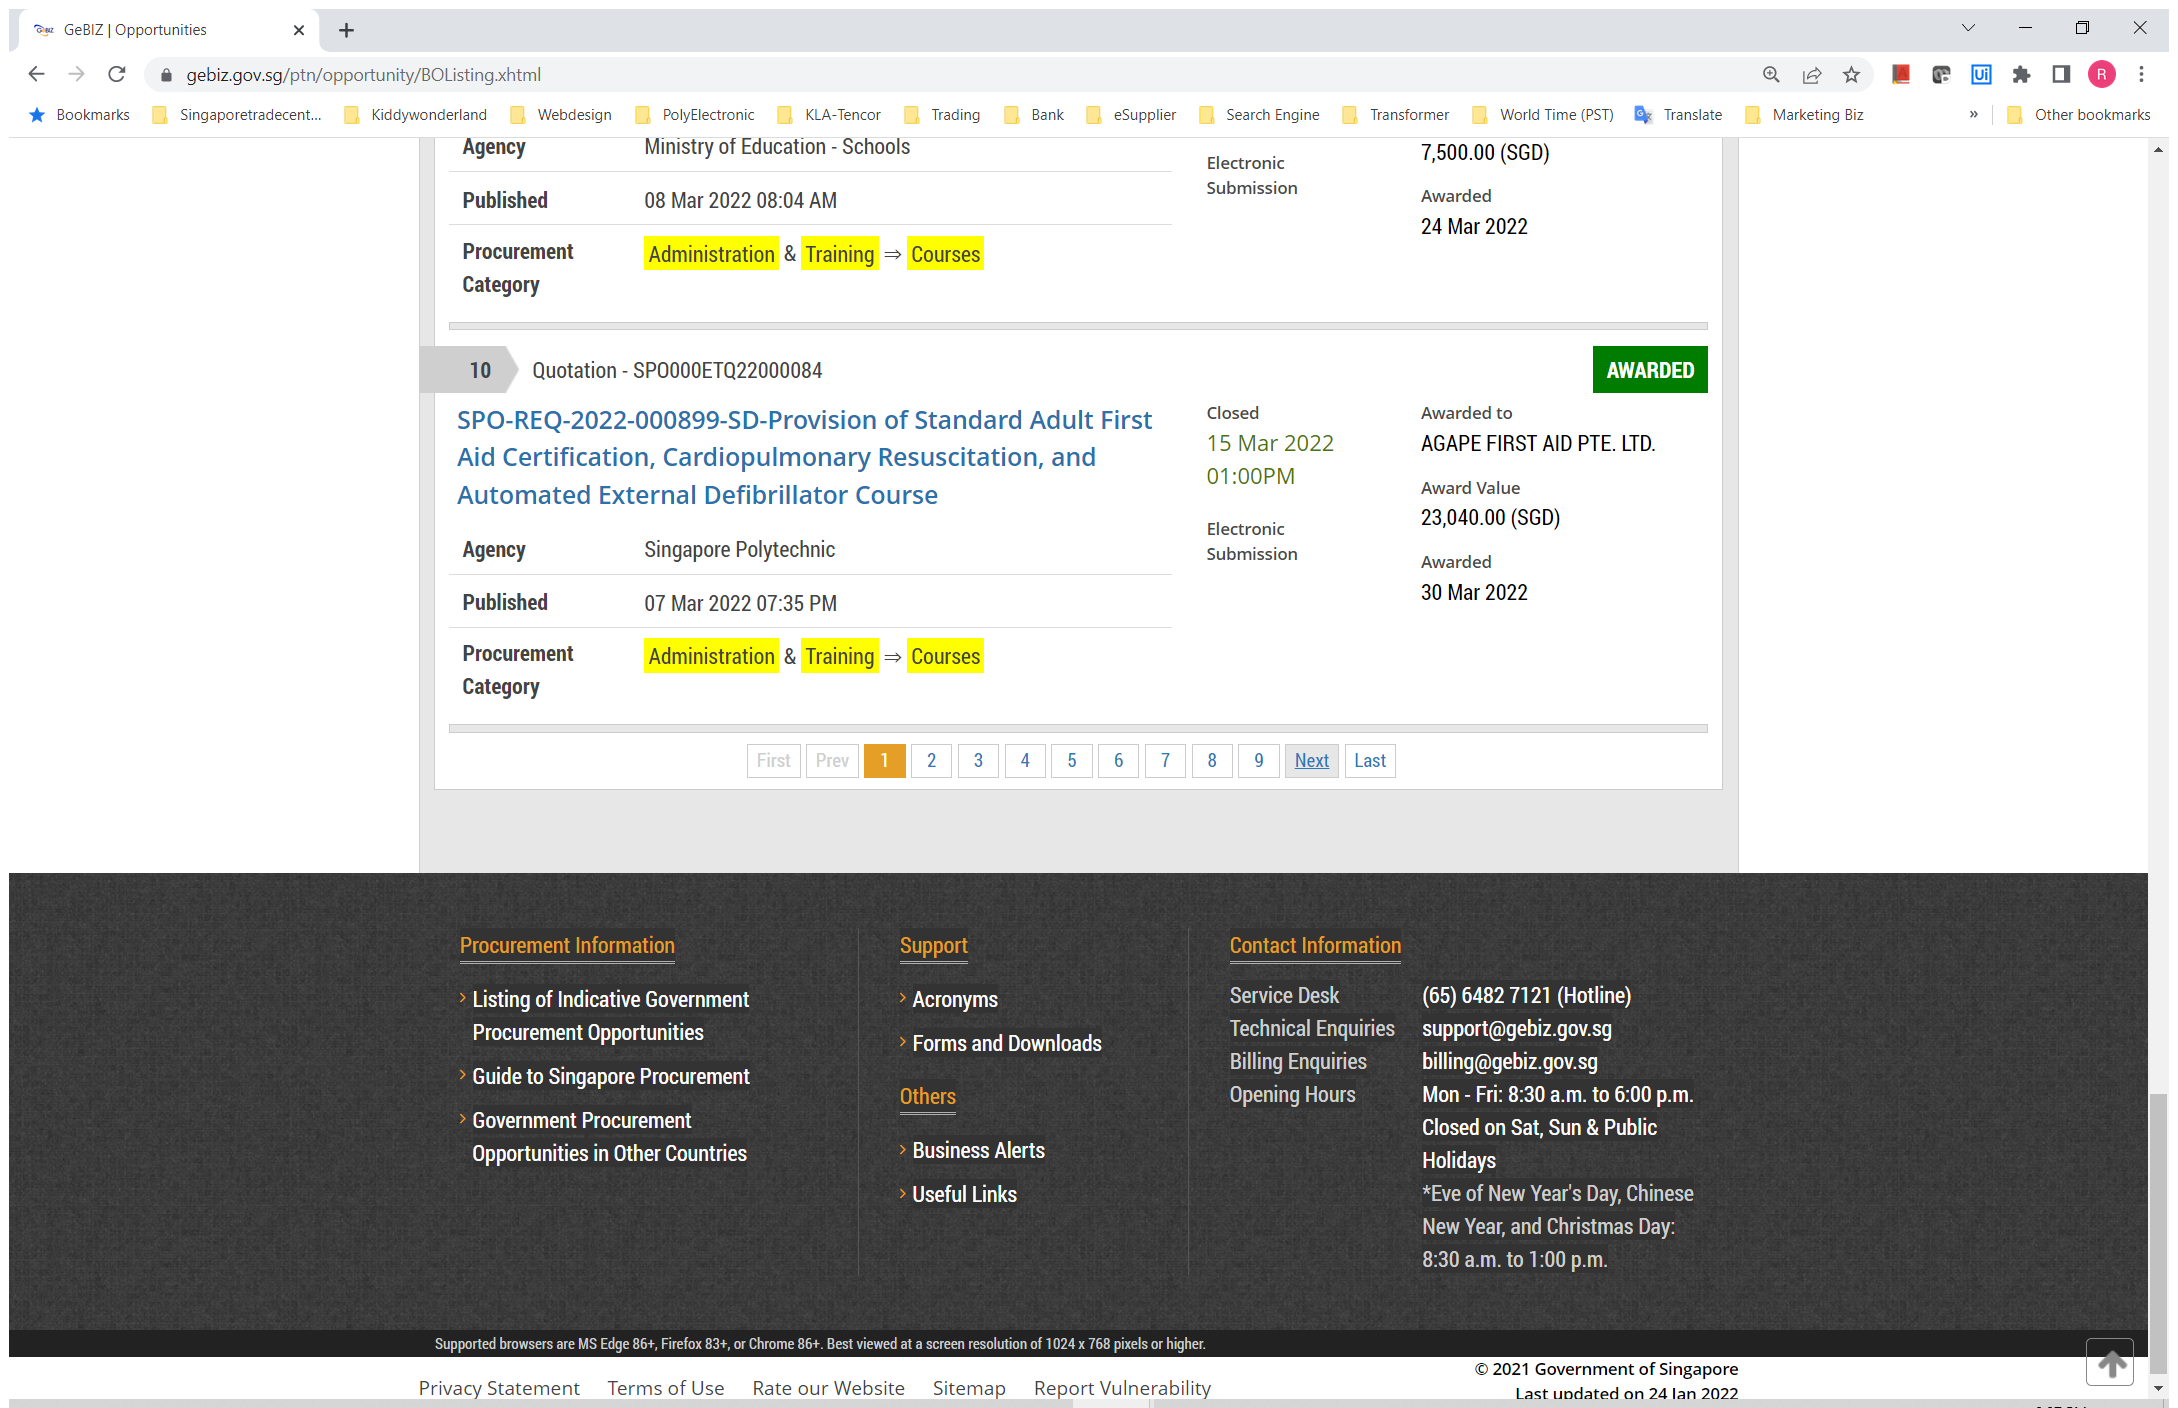 GeBIZ | Opportunities
gebiz.gov.sg/ptn/opportunity/BOListing.xhtml
R
Bookmarks
Singaporetradecent...
Kiddywonderland
Webdesign
PolyElectronic
KLA-Tencor
Trading
Bank
eSupplier
Search Engine
Transformer
World Time (PST)
Translate
Marketing Biz
»
Other bookmarks
Agency Ministry of Education - Schools
Published 08 Mar 2022 08:04 AM
Procurement Category Administration & Training ⇒ Courses
Electronic
Submission
7,500.00 (SGD)
Awarded
24 Mar 2022
10 Quotation - SPO000ETQ22000084
AWARDED
SPO-REQ-2022-000899-SD-Provision of Standard Adult First
Aid Certification, Cardiopulmonary Resuscitation, and
Automated External Defibrillator Course
Agency Singapore Polytechnic
Published 07 Mar 2022 07:35 PM
Procurement Category Administration & Training ⇒ Courses
Closed
15 Mar 2022
01:00PM
Electronic
Submission
Awarded to
AGAPE FIRST AID PTE. LTD.
Award Value
23,040.00 (SGD)
Awarded
30 Mar 2022
First Prev 1 2 3 4 5 6 7 8 9 Next Last
Procurement Information
Listing of Indicative Government
Procurement Opportunities
Guide to Singapore Procurement
Government Procurement
Opportunities in Other Countries
Support
Acronyms
Forms and Downloads
Others
Business Alerts
Useful Links
Contact Information
Service Desk (65) 6482 7121 (Hotline)
Technical Enquiries support@gebiz.gov.sg
Billing Enquiries billing@gebiz.gov.sg
Opening Hours Mon - Fri: 8:30 a.m. to 6:00 p.m.
Closed on Sat, Sun & Public
Holidays
*Eve of New Year's Day, Chinese
New Year, and Christmas Day:
8:30 a.m. to 1:00 p.m.
Supported browsers are MS Edge 86+, Firefox 83+, or Chrome 86+. Best viewed at a screen resolution of 1024 x 768 pixels or higher.
© 2021 Government of Singapore
Last updated on 24 Jan 2022
Privacy Statement Terms of Use Rate our Website Sitemap Report Vulnerability